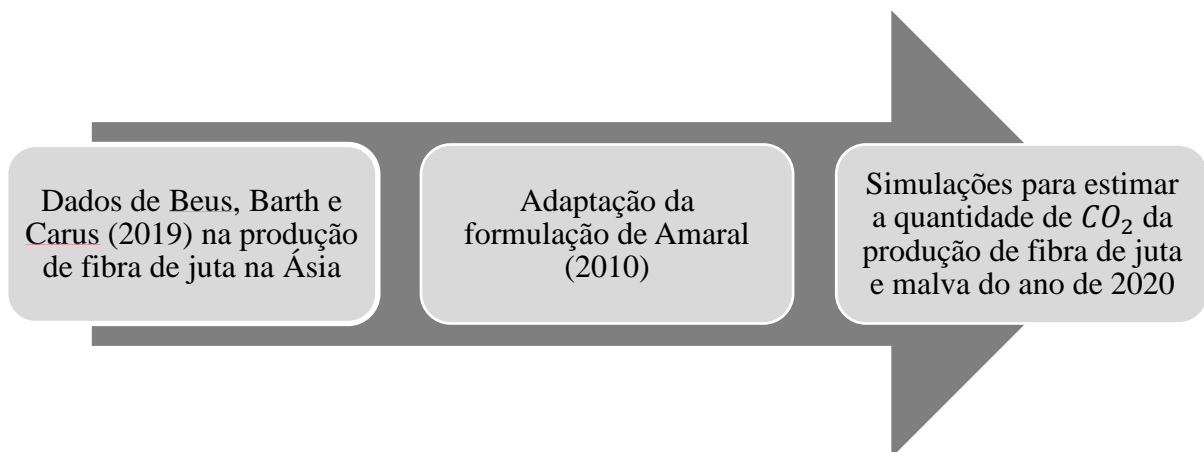 Dados de Beus, Barth e
Carus (2019) na produção
de fibra de juta na Ásia
Adaptação da
formulação de Amaral
(2010)
Simulações para estimar
a quantidade de 𝐶𝑂₂ da
produção de fibra de juta
e malva do ano de 2020